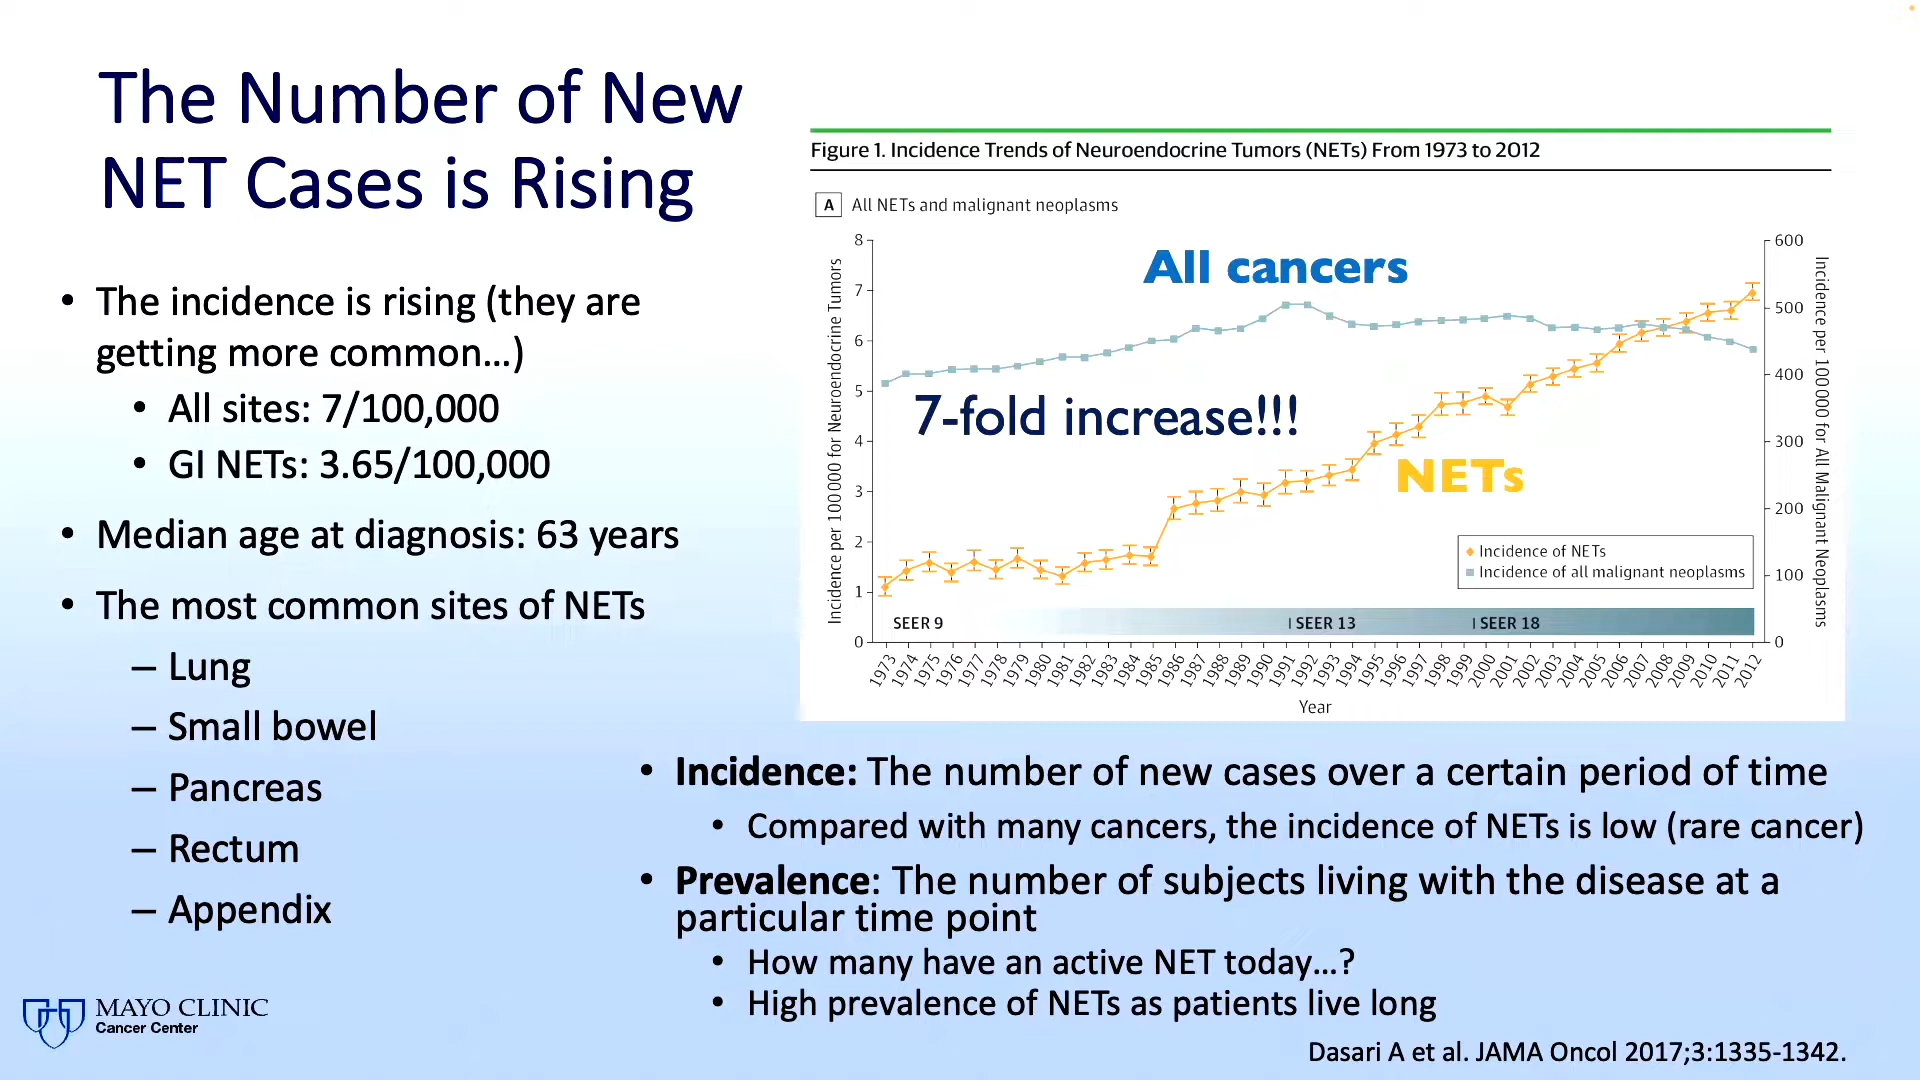 The Number of New
NET Cases is Rising
• The incidence is rising (they are
getting more common…)
• All sites: 7/100,000
• GI NETs: 3.65/100,000
• Median age at diagnosis: 63 years
• The most common sites of NETs
– Lung
– Small bowel
– Pancreas
– Rectum
– Appendix
MAYO CLINIC
Cancer Center
Figure 1. Incidence Trends of Neuroendocrine Tumors (NETs) From 1973 to 2012
A All NETs and malignant neoplasms
Incidence per 100 000 for Neuroendocrine Tumors
8
7
6
5
4
3
2
1
0
All cancers
7-fold increase!!!
NETs
Incidence of NETs
Incidence of all malignant neoplasms
SEER 9
SEER 13
SEER 18
600
500
400
300
200
100
0
Incidence per 100 000 for All Malignant Neoplasms
1973 1974 1975 1976 1977 1978 1979 1980 1981 1982 1983 1984 1985 1986 1987 1988 1989 1990 1991 1992 1993 1994 1995 1996 1997 1998 1999 2000 2001 2002 2003 2004 2005 2006 2007 2008 2009 2010 2011 2012
Year
• Incidence: The number of new cases over a certain period of time
• Compared with many cancers, the incidence of NETs is low (rare cancer)
• Prevalence: The number of subjects living with the disease at a
particular time point
• How many have an active NET today…?
• High prevalence of NETs as patients live long
Dasari A et al. JAMA Oncol 2017;3:1335-1342.